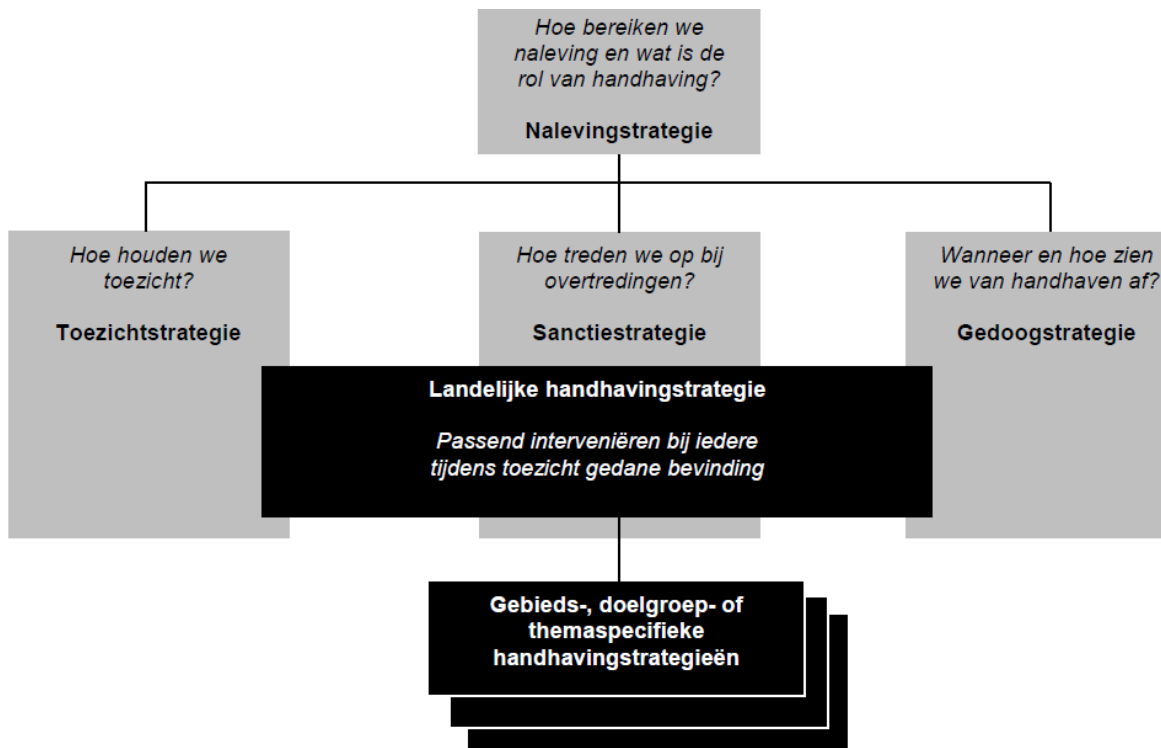 Hoe bereiken we
naleving en wat is de
rol van handhaving?
Nalevingstrategie
Hoe houden we
toezicht?
Toezichtstrategie
Hoe treden we op bij
overtredingen?
Sanctiestrategie
Wanneer en hoe zien
we van handhaven af?
Gedoogstrategie
Landelijke handhavingstrategie
Passend interveniëren bij iedere
tijdens toezicht gedane bevinding
Gebieds-, doelgroep- of
themaspecifieke
handhavingstrategieën